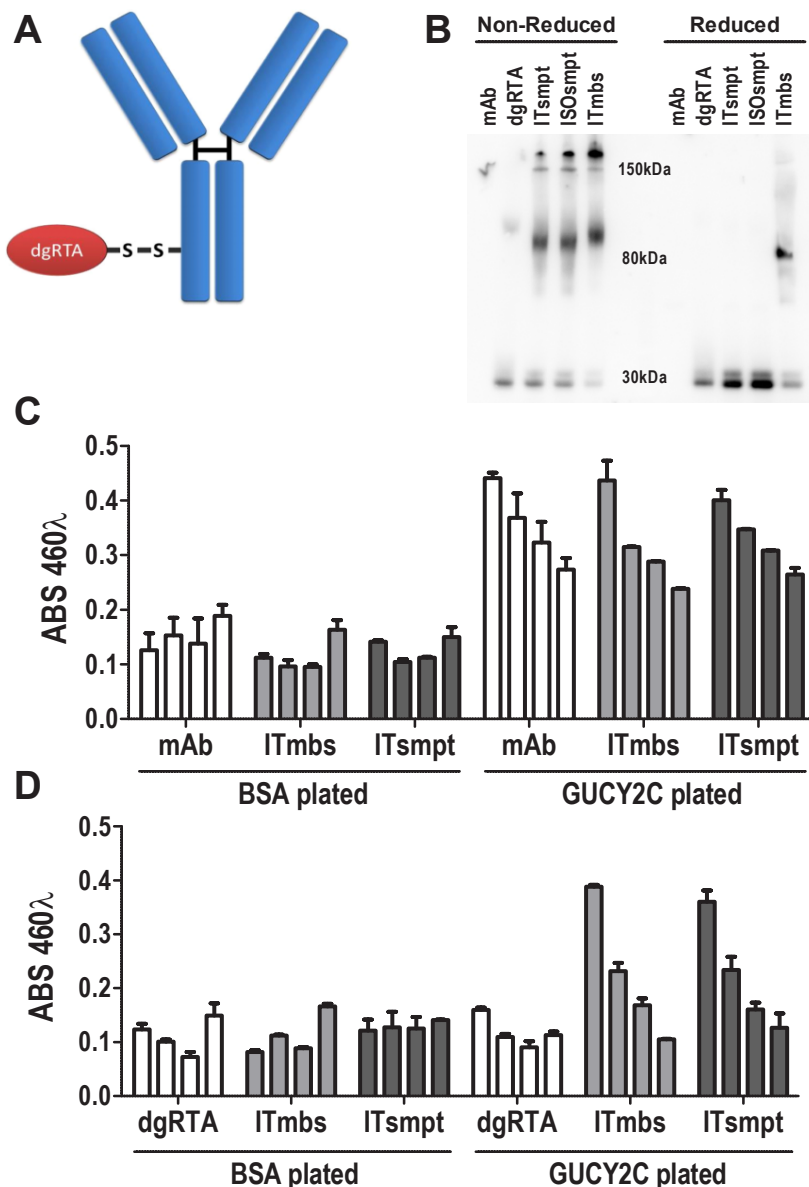 A
dgRTA
S
S
B
Non-Reduced
Reduced
mAb
dgRTA
ITsmpt
ISOsmpt
ITmbs
mAb
dgRTA
ITsmpt
ISOsmpt
ITmbs
150kDa
80kDa
30kDa
C
ABS 460λ
0.5
0.4
0.3
0.2
0.1
0.0
mAb ITmbs ITsmpt mAb ITmbs ITsmpt
BSA plated GUCY2C plated
D
ABS 460λ
0.5
0.4
0.3
0.2
0.1
0.0
dgRTA ITmbs ITsmpt dgRTA ITmbs ITsmpt
BSA plated GUCY2C plated